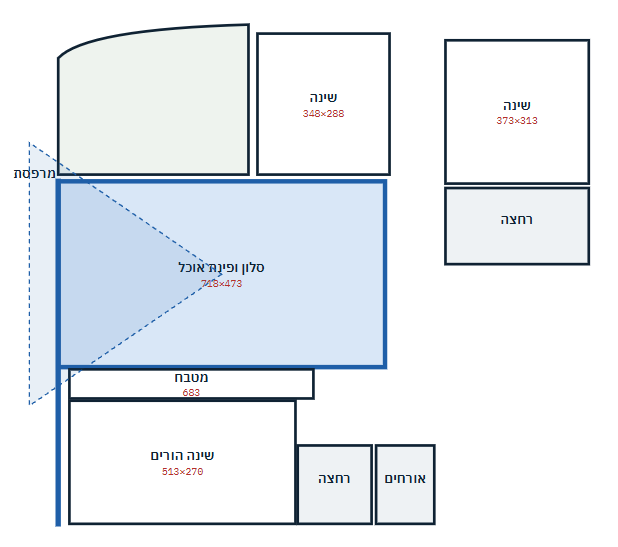 שינה
348×288
שינה
373×313
מרפסת
רחצה
סלון ופינת אוכל
718×473
מטבח
683
שינה הורים
513×270
רחצה
אורחים